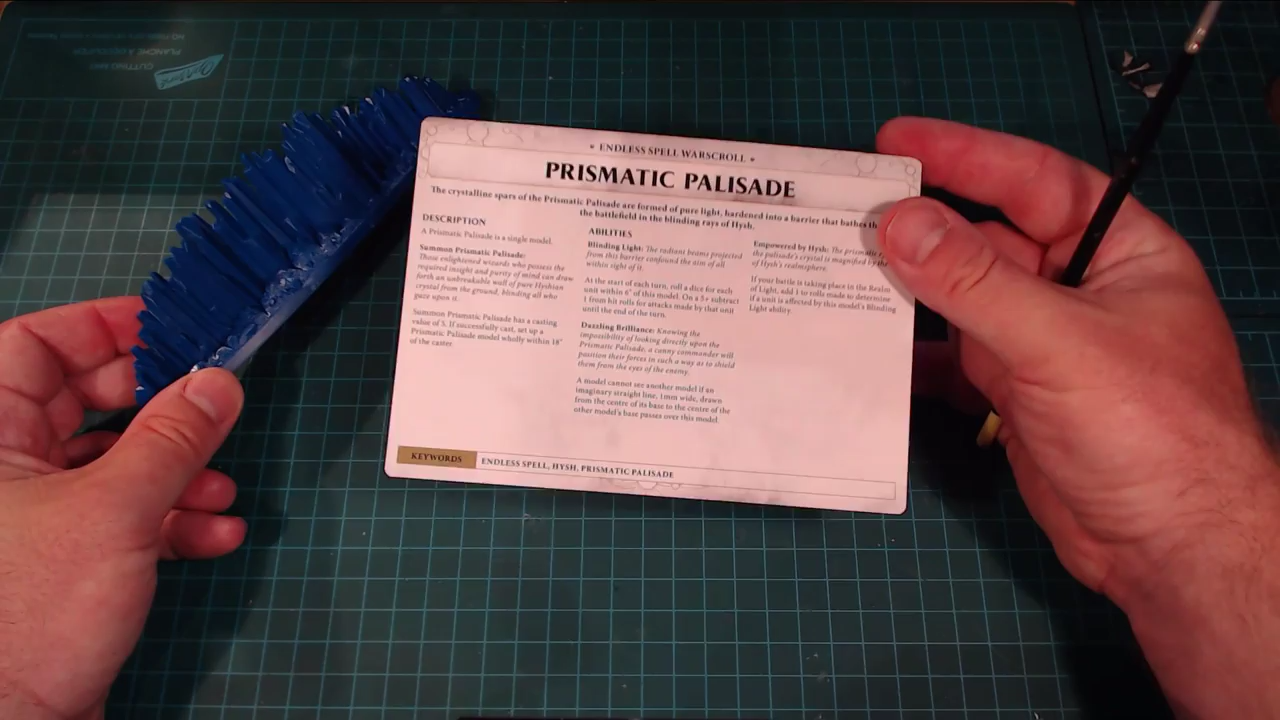 ENDLESS SPELL WARSCROLL
PRISMATIC PALISADE
The crystalline spars of the Prismatic Palisade are formed of pure light, hardened into a barrier that bathes
the battlefield in the blinding rays of Hysh.
DESCRIPTION
A Prismatic Palisade is a single model.
Summon Prismatic Palisade:
Those enlightened wizards who possess the
required insight and purity of mind can draw
forth an unbreakable wall of pure Hyshian
crystal from the ground, blinding all who
gaze upon it.
Summon Prismatic Palisade has a casting
value of 5. If successfully cast, set up a
Prismatic Palisade model wholly within 18"
of the caster.
ABILITIES
Blinding Light: The radiant beams projected
from this barrier confound the aim of all
within sight of it.
At the start of each turn, roll a dice for each
unit within 6" of this model. On a 5+ subtract
1 from hit rolls for attacks made by that unit
until the end of the turn.
Dazzling Brilliance: Knowing the
impossibility of looking directly upon the
Prismatic Palisade, a canny commander will
position their forces in such a way as to shield
them from the eyes of the enemy.
A model cannot see another model if an
imaginary straight line, 1mm wide, drawn
from the centre of its base to the centre of the
other model's base passes over this model.
Empowered by Hysh: The prismatic
the palisade's crystal is magnified
of Hysh's realmsphere.
If your battle is taking place in the Realm
of Light, add 1 to rolls made to determine
if a unit is affected by this model's Blinding
Light ability.
KEYWORDS
ENDLESS SPELL, HYSH, PRISMATIC PALISADE
CUTTING MAT
PLANCHE À DÉCOUPER